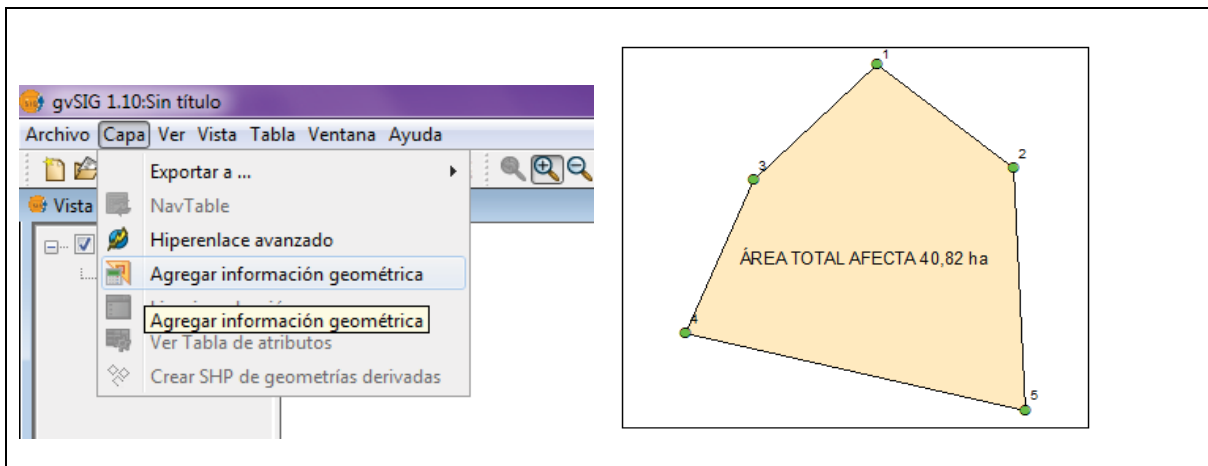 gvSIG 1.10:Sin título
Archivo Capa Ver Vista Tabla Ventana Ayuda
Exportar a ...
Vista
NavTable
Hiperenlace avanzado
Agregar información geométrica
Agregar información geométrica
Ver Tabla de atributos
Crear SHP de geometrías derivadas
1
2
3
ÁREA TOTAL AFECTA 40,82 ha
4
5